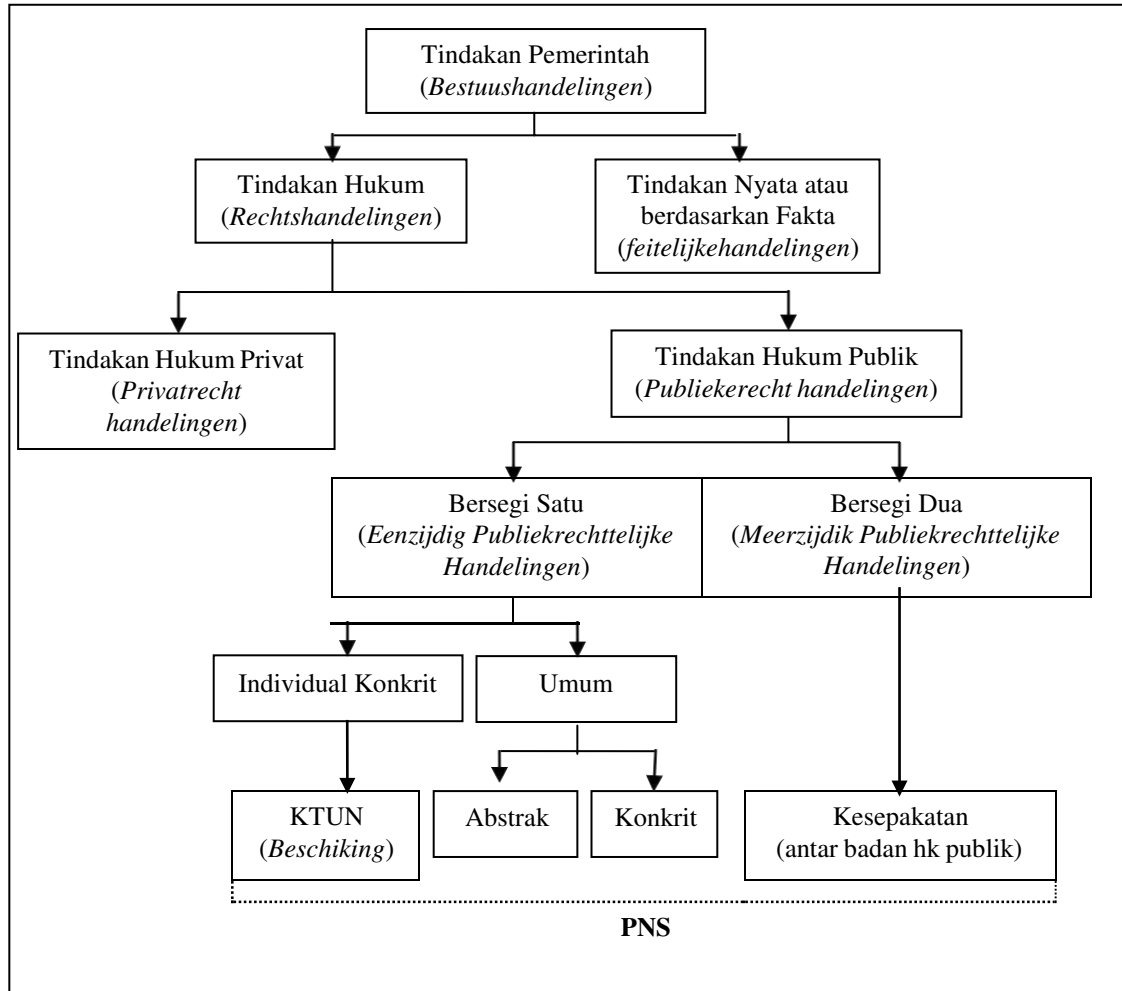 Tindakan Pemerintah
(Bestuushandelingen)
Tindakan Hukum
(Rechtshandelingen)
Tindakan Nyata atau
berdasarkan Fakta
(feitelijkehandelingen)
Tindakan Hukum Privat
(Privatrecht
handelingen)
Tindakan Hukum Publik
(Publiekerecht handelingen)
Bersegi Satu
(Eenzijdig Publiekrechttelijke
Handelingen)
Bersegi Dua
(Meerzijdik Publiekrechttelijke
Handelingen)
Individual Konkrit
Umum
KTUN
(Beschiking)
Abstrak
Konkrit
Kesepakatan
(antar badan hk publik)
PNS